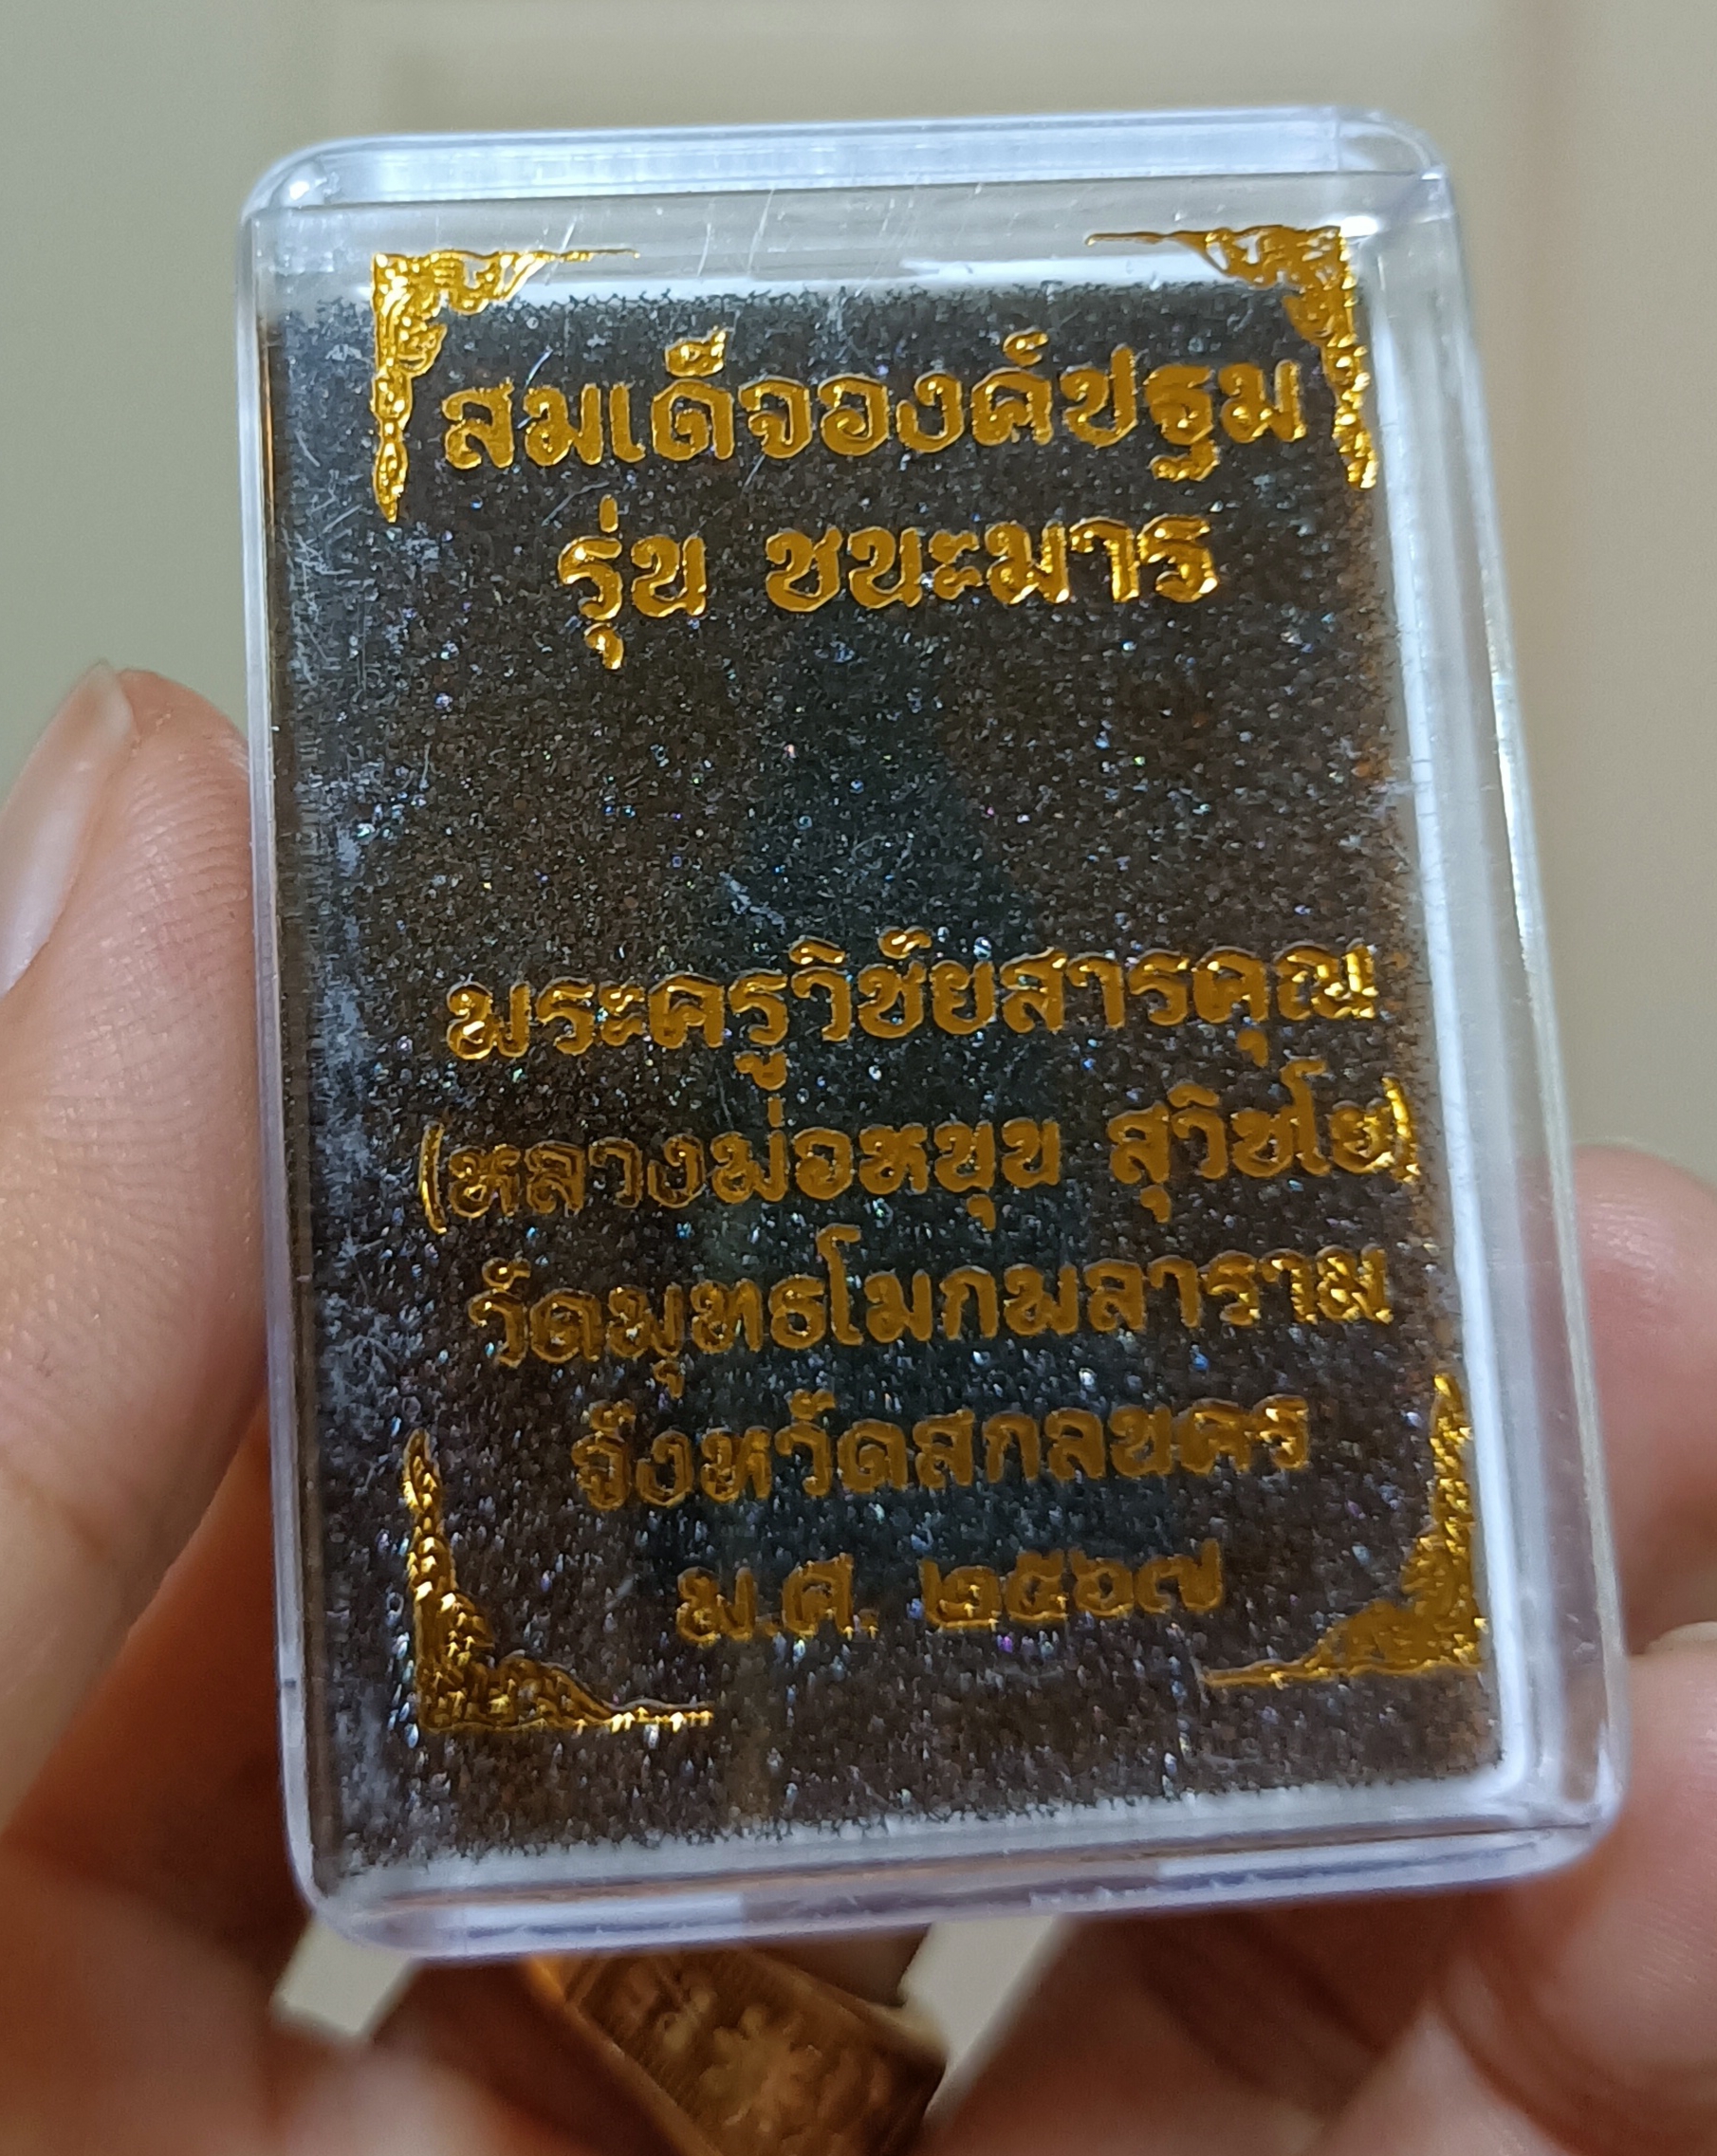 สมเด็จองค์ปฐม
รุ่น ชนะมาร
พระครูวิชัยสารคุณ
(หลวงพ่อหนุน สุวิชโย)
วัดพุทธโมกพลาราม
จังหวัดสกลนคร
พ.ศ. ๒๕๖๗